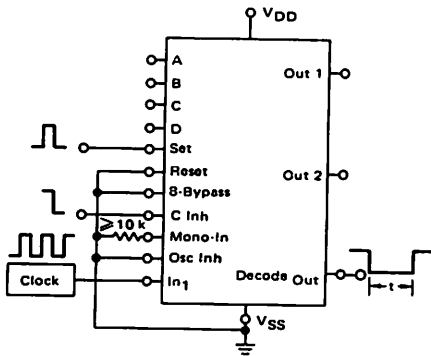 VDD
A
B
C
D
Set
Reset
8-Bypass
C Inh
≥ 10 k
Mono-In
Osc Inh
In1
Clock
Out 1
Out 2
Decode Out
t
VSS